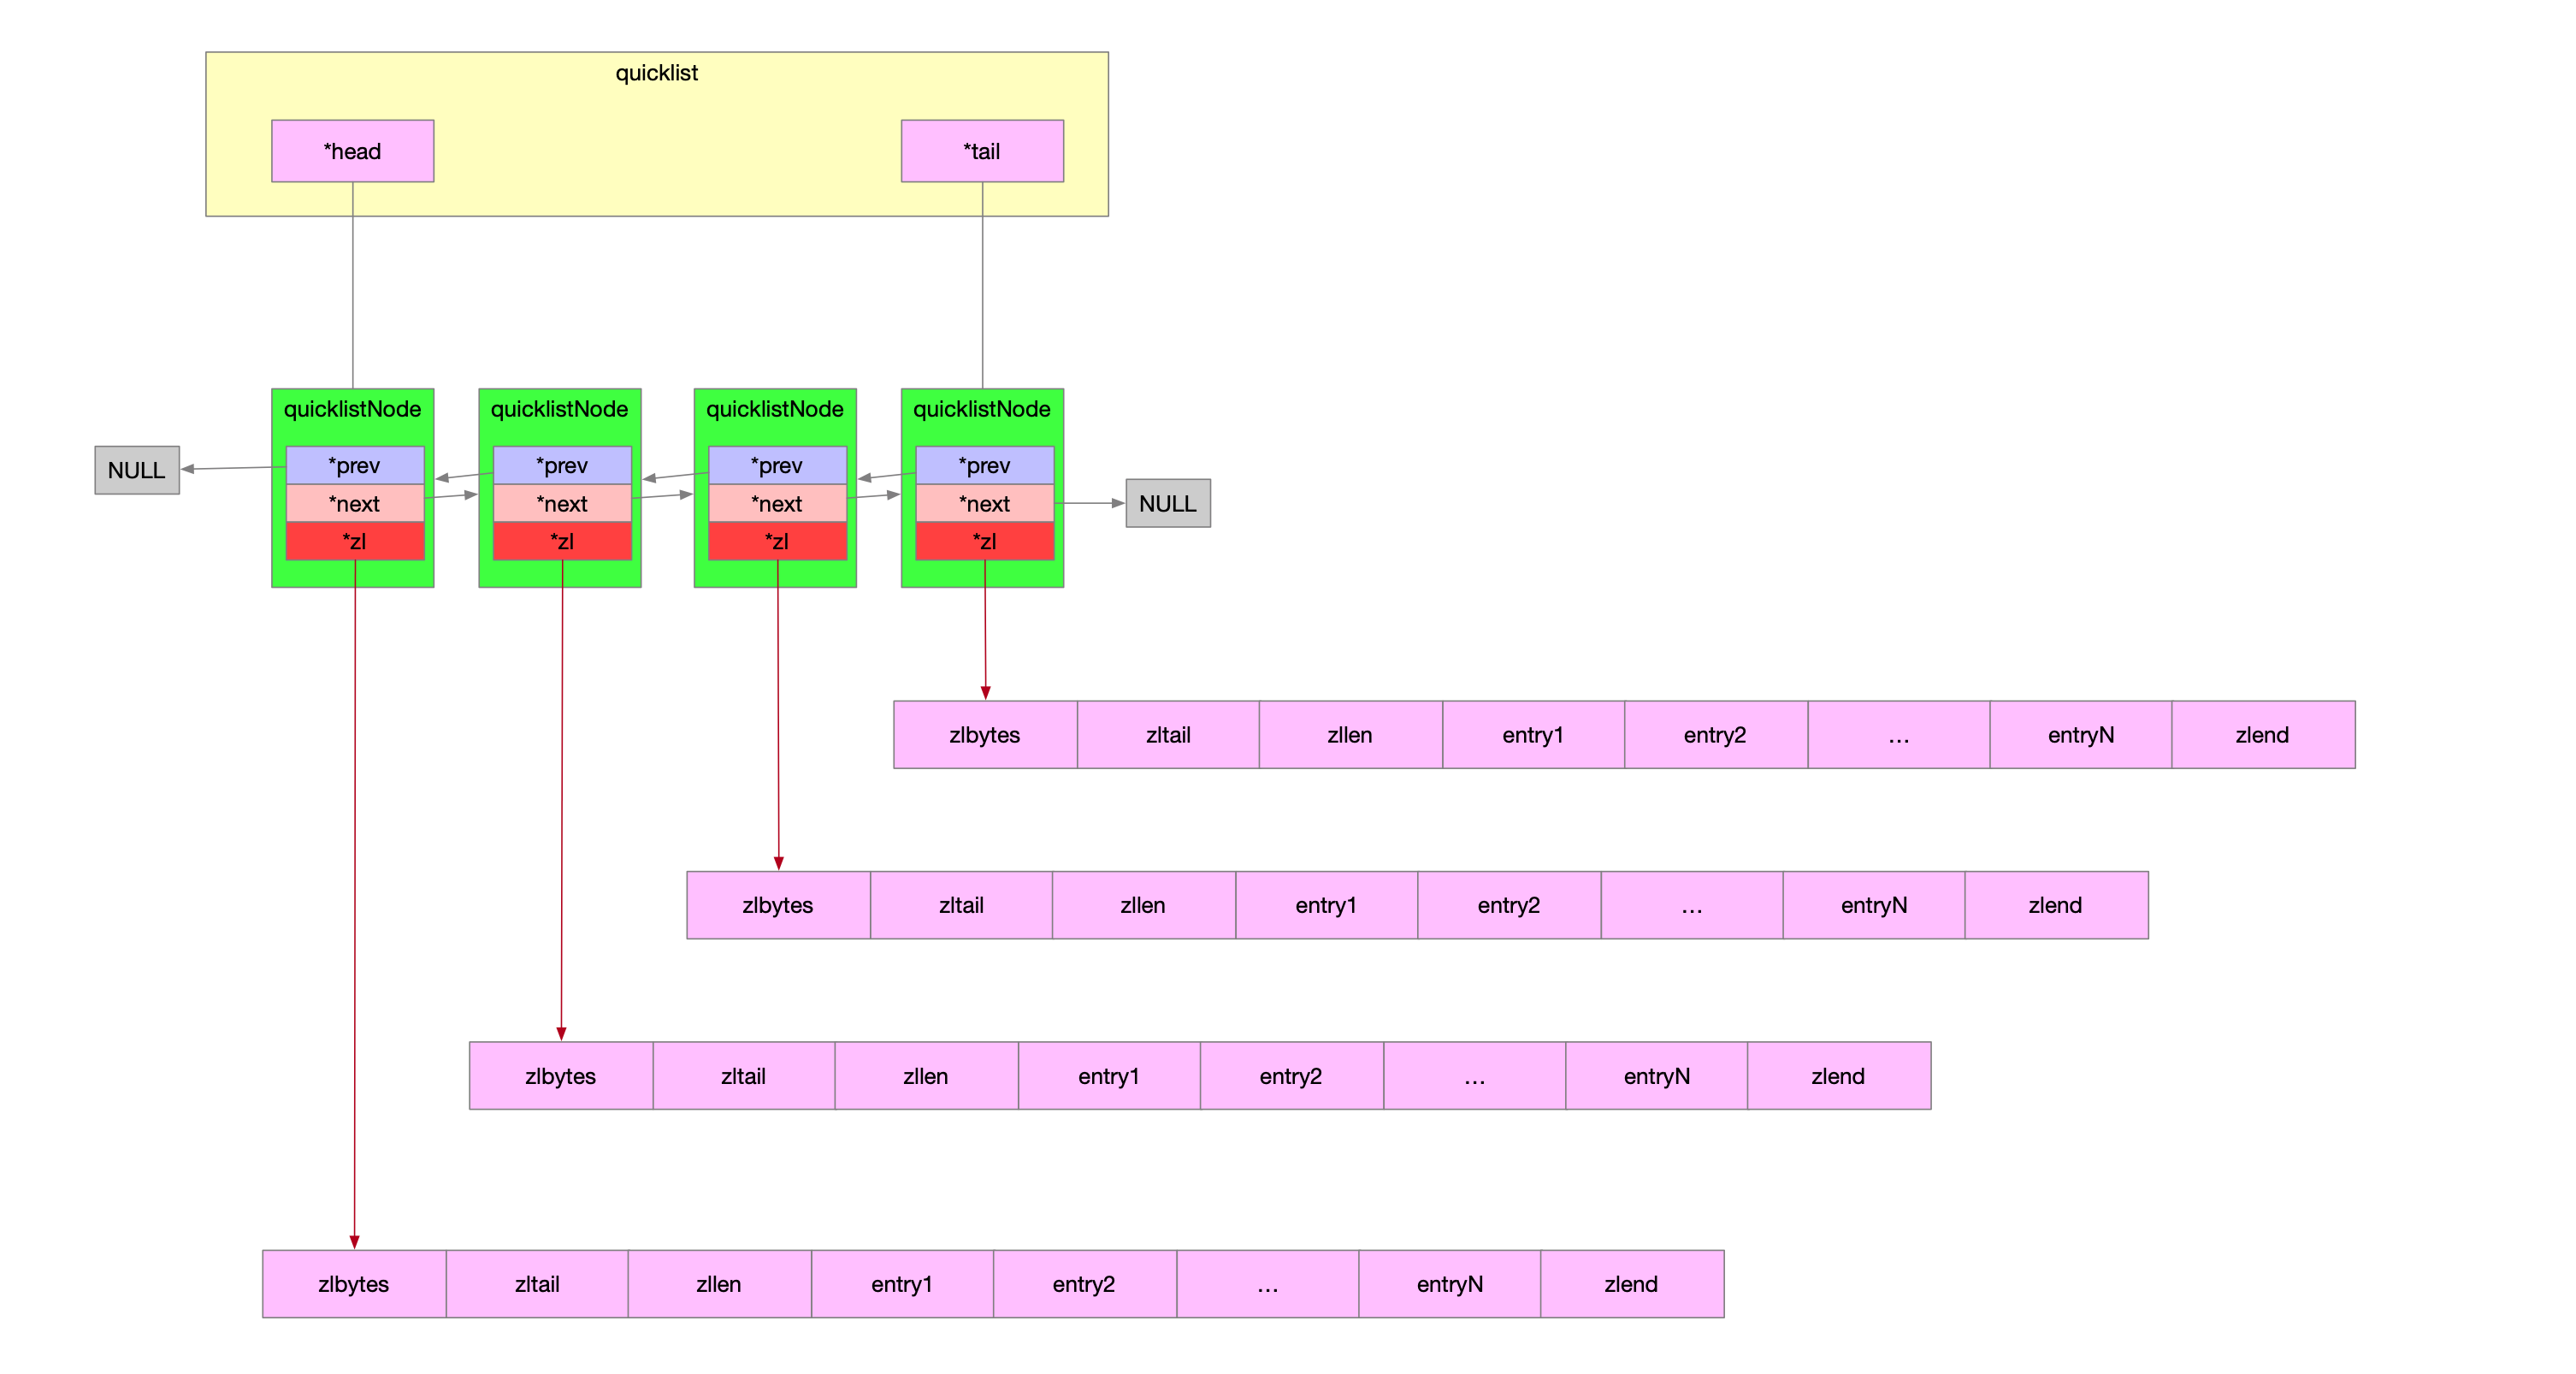 quicklist
*head
*tail
quicklistNode
quicklistNode
quicklistNode
quicklistNode
NULL
*prev
*prev
*prev
*prev
*next
*next
*next
*next
NULL
*zl
*zl
*zl
*zl
zlbytes zltail zllen entry1 entry2 ... entryN zlend
zlbytes zltail zllen entry1 entry2 ... entryN zlend
zlbytes zltail zllen entry1 entry2 ... entryN zlend
zlbytes zltail zllen entry1 entry2 ... entryN zlend